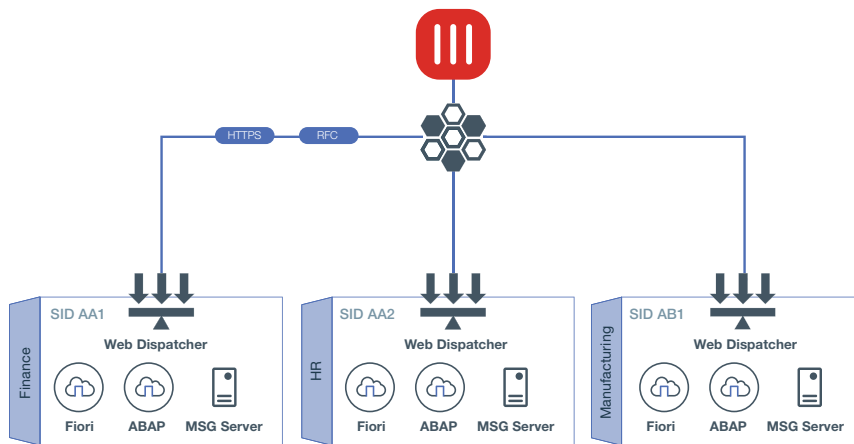 HTTPS
RFC
SID AA1
Web Dispatcher
Finance
Fiori
ABAP
MSG Server
SID AA2
Web Dispatcher
HR
Fiori
ABAP
MSG Server
SID AB1
Web Dispatcher
Manufacturing
Fiori
ABAP
MSG Server